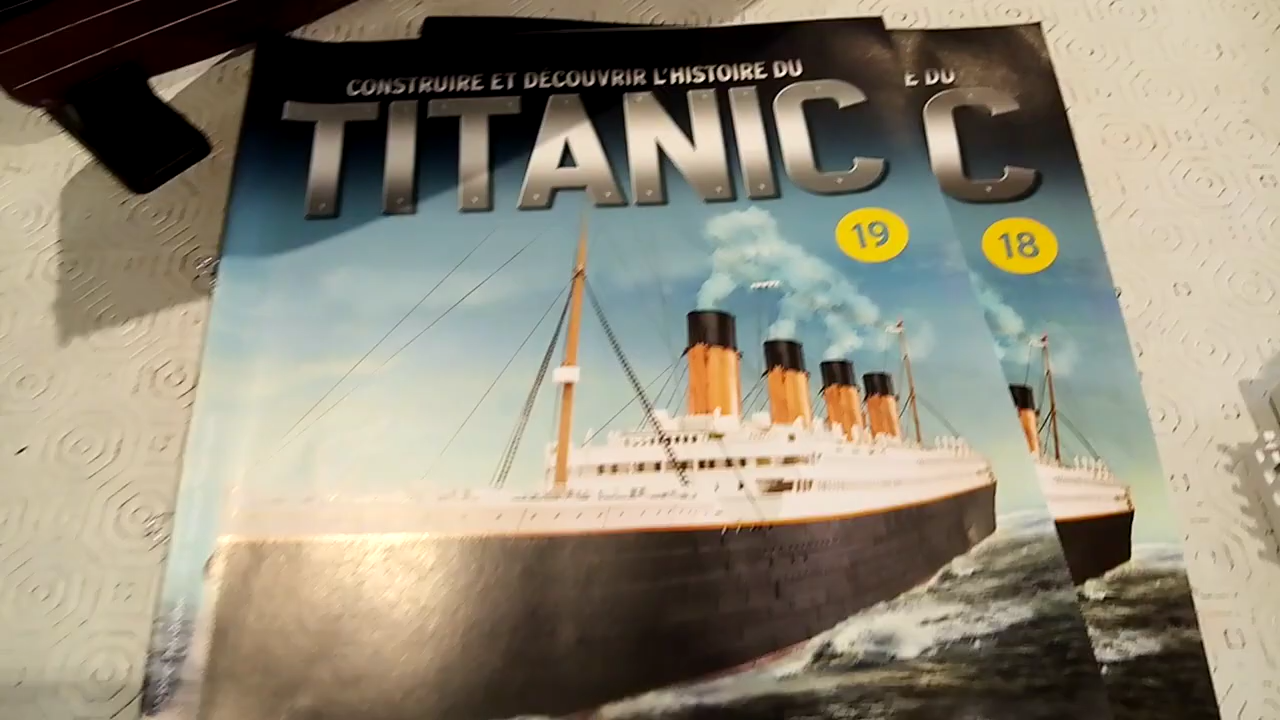 CONSTRUIRE ET DÉCOUVRIR L'HISTOIRE DU
TITANIC
19
E DU
C
18